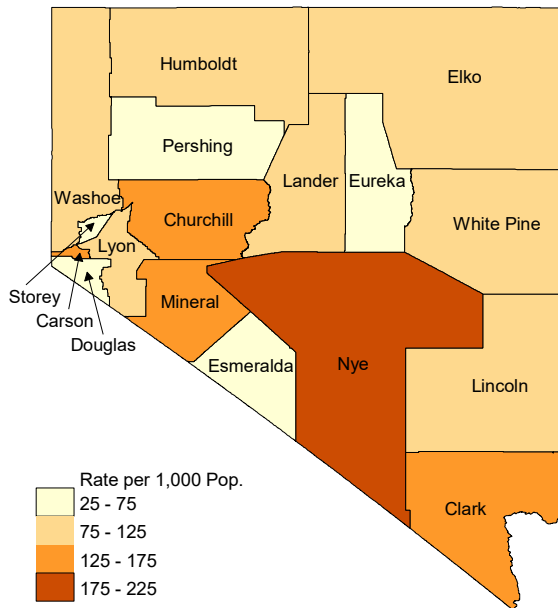 Humboldt
Elko
Pershing
Washoe
Lander
Eureka
Churchill
White Pine
Lyon
Storey
Carson
Mineral
Douglas
Esmeralda
Nye
Lincoln
Clark
Rate per 1,000 Pop.
25 - 75
75 - 125
125 - 175
175 - 225